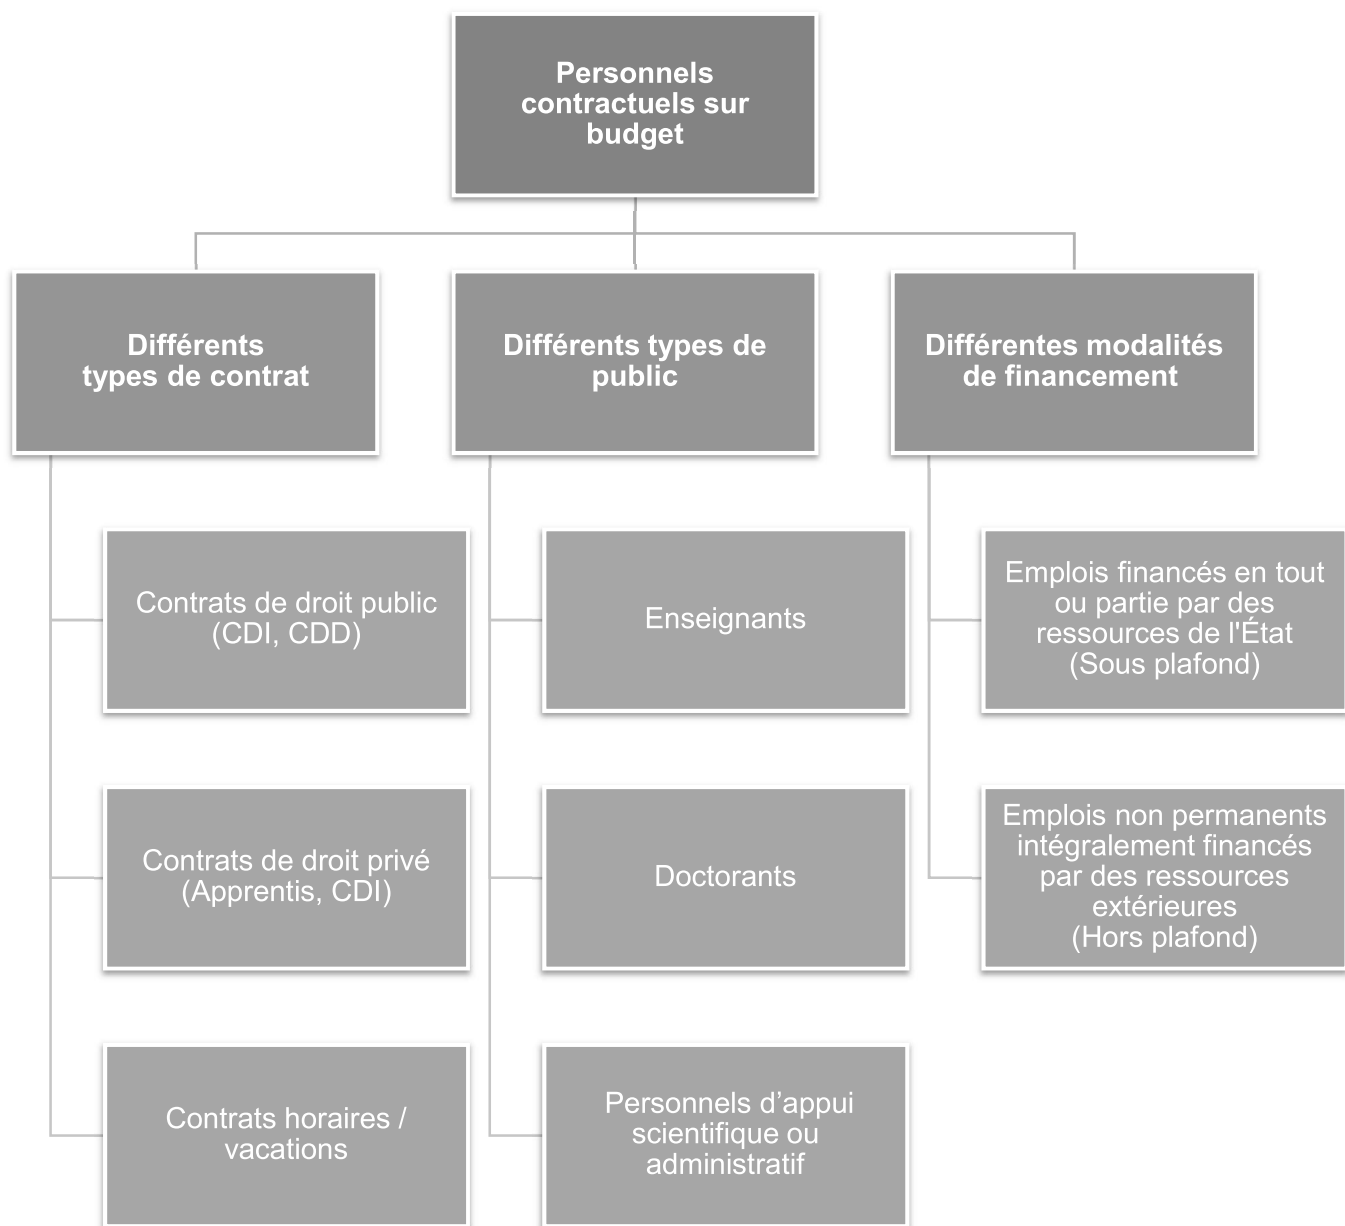 Personnels
contractuels sur
budget
Différents
types de contrat
Différents types de
public
Différentes modalités
de financement
Contrats de droit public
(CDI, CDD)
Enseignants
Emplois financés en tout
ou partie par des
ressources de l'État
(Sous plafond)
Contrats de droit privé
(Apprentis, CDI)
Doctorants
Emplois non permanents
intégralement financés
par des ressources
extérieures
(Hors plafond)
Contrats horaires /
vacations
Personnels d’appui
scientifique ou
administratif